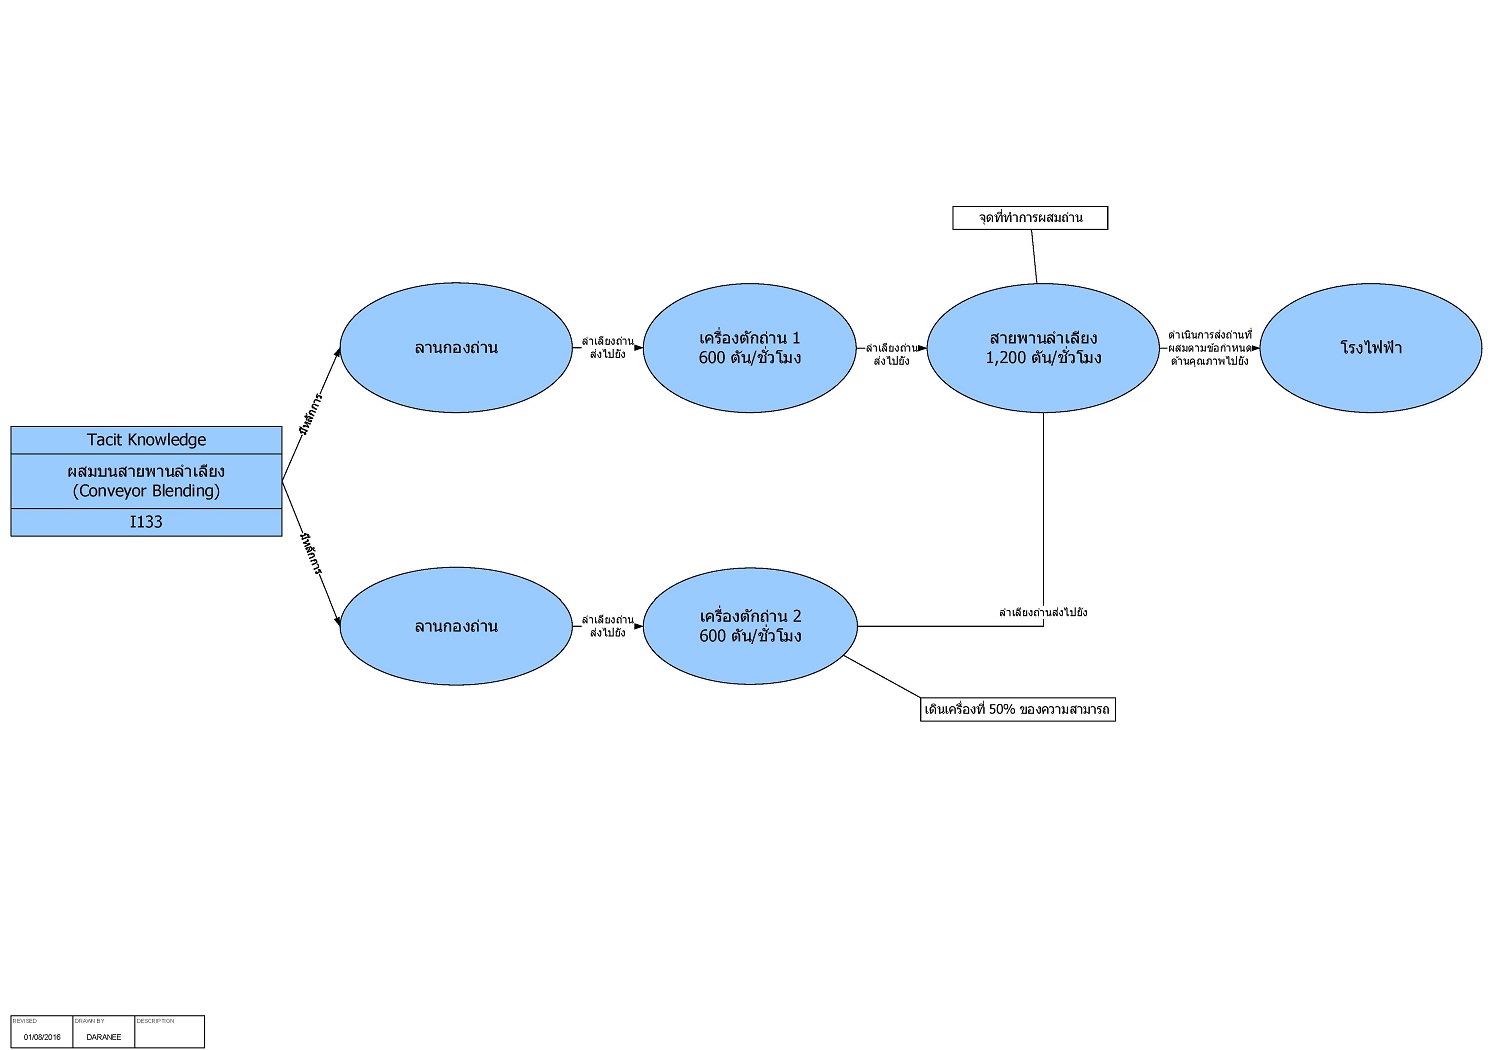 จุดที่ทำการผสมถ่าน
ลานกองถ่าน
ลำเลียงถ่าน
ส่งไปยัง
เครื่องตักถ่าน 1
600 ตัน/ชั่วโมง
ลำเลียงถ่าน
ส่งไปยัง
สายพานลำเลียง
1,200 ตัน/ชั่วโมง
ดำเนินการส่งถ่านที่
ผสมตามข้อกำหนด
ด้านคุณภาพไปยัง
โรงไฟฟ้า
มีหลักการ
Tacit Knowledge
ผสมบนสายพานลำเลียง
(Conveyor Blending)
I133
มีหลักการ
ลานกองถ่าน
ลำเลียงถ่าน
ส่งไปยัง
เครื่องตักถ่าน 2
600 ตัน/ชั่วโมง
ลำเลียงถ่านส่งไปยัง
เดินเครื่องที่ 50% ของความสามารถ
REVISED DRAWN BY DESCRIPTION
01/08/2016 DARANEE